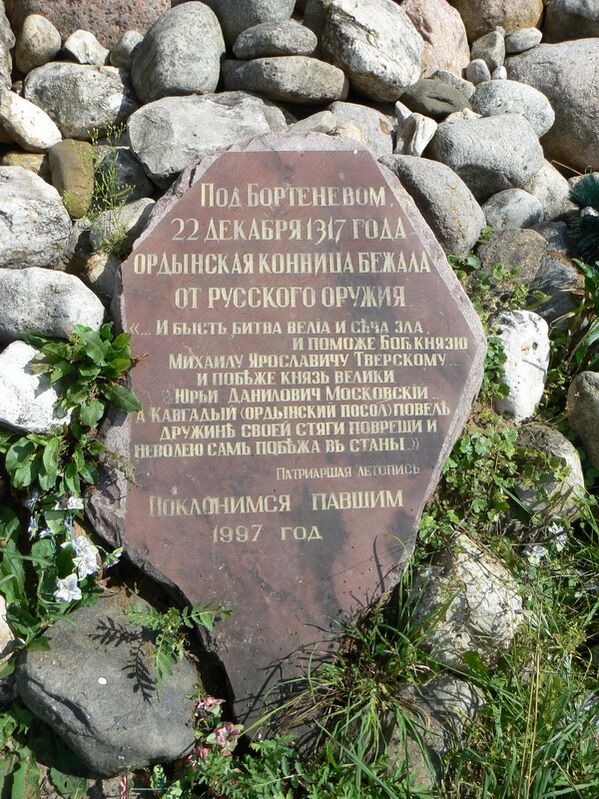 Под Бортеневом
22 декабря 1317 года
ордынская конница бежала
от русского оружия
«... И бысть битва велiа и сѣча зла,
и поможе Богъ князю
Михаилу Ярославичу Тверскому...
и побѣже князь велики
Юрьи Данилович Московскiй...
а Кавгадый (ордынский посол) повелѣ
дружинѣ своей стяги поврещи и
неволею самъ побѣжа въ станы...»
Патриаршая летопись
Поклонимся павшим
1997 год